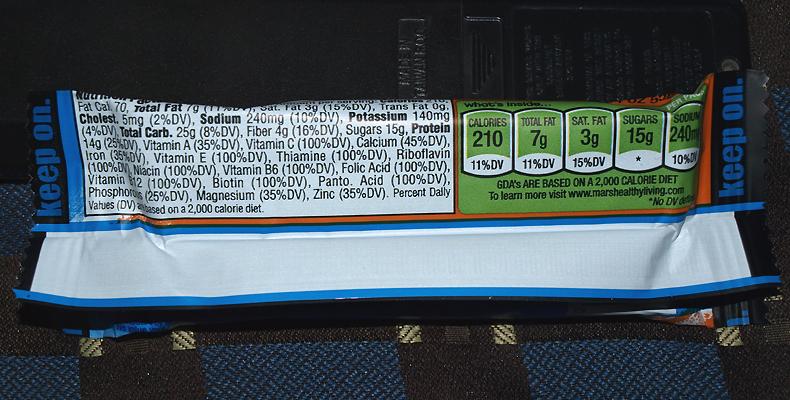 keep on.
Fat Cal. 70, Total Fat 7g (11%DV), Sat. Fat 3g (15%DV), Trans Fat 0g,
Cholest. 5mg (2%DV), Sodium 240mg (10%DV), Potassium 140mg
(4%DV), Total Carb. 25g (8%DV), Fiber 4g (16%DV), Sugars 15g, Protein
14g (25%DV), Vitamin A (35%DV), Vitamin C (100%DV), Calcium (45%DV),
Iron (35%DV), Vitamin E (100%DV), Thiamine (100%DV), Riboflavin
(100%DV), Niacin (100%DV), Vitamin B6 (100%DV), Folic Acid (100%DV),
Vitamin B12 (100%DV), Biotin (100%DV), Panto. Acid (100%DV),
Phosphorus (25%DV), Magnesium (35%DV), Zinc (35%DV). Percent Daily
Values (DV) are based on a 2,000 calorie diet.
what's inside...
PER PACK
CALORIES
210
11%DV
TOTAL FAT
7g
11%DV
SAT. FAT
3g
15%DV
SUGARS
15g
*
SODIUM
240mg
10%DV
GDA's ARE BASED ON A 2,000 CALORIE DIET
To learn more visit www.marshealthyliving.com
*No DV
keep on.